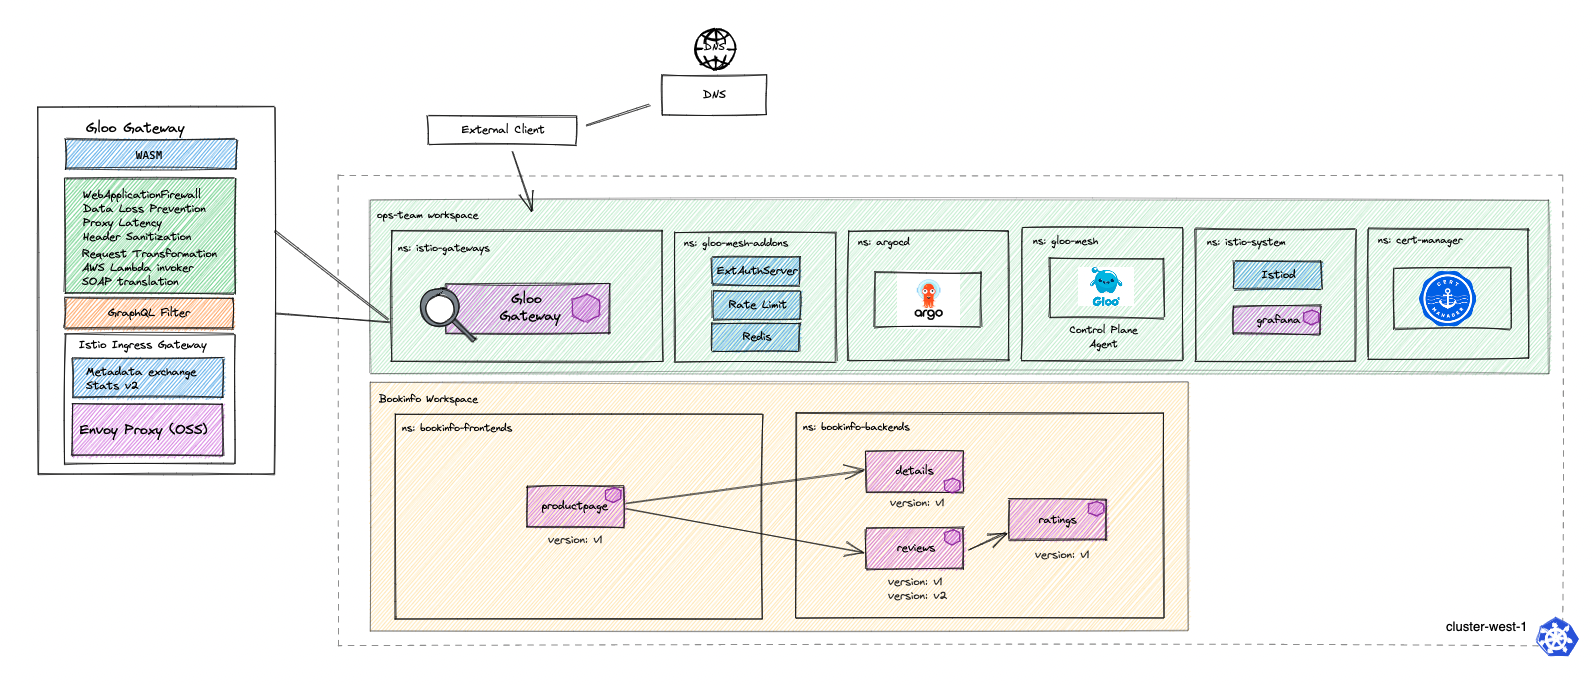 DNS
DNS
External Client
Gloo Gateway
WASM
WebApplicationFirewall
Data Loss Prevention
Proxy Latency
Header Sanitization
Request Transformation
AWS Lambda invoker
SOAP translation
GraphQL Filter
Istio Ingress Gateway
Metadata exchange
Stats v2
Envoy Proxy (OSS)
ops-team workspace
ns: istio-gateways
Gloo
Gateway
ns: gloo-mesh-addons
ExtAuthServer
Rate Limit
Redis
ns: argocd
argo
ns: gloo-mesh
Gloo
Control Plane
Agent
ns: istio-system
Istiod
grafana
ns: cert-manager
CERT
MANAGER
Bookinfo Workspace
ns: bookinfo-frontends
productpage
version: v1
ns: bookinfo-backends
details
version: v1
reviews
version: v1
version: v2
ratings
version: v1
cluster-west-1